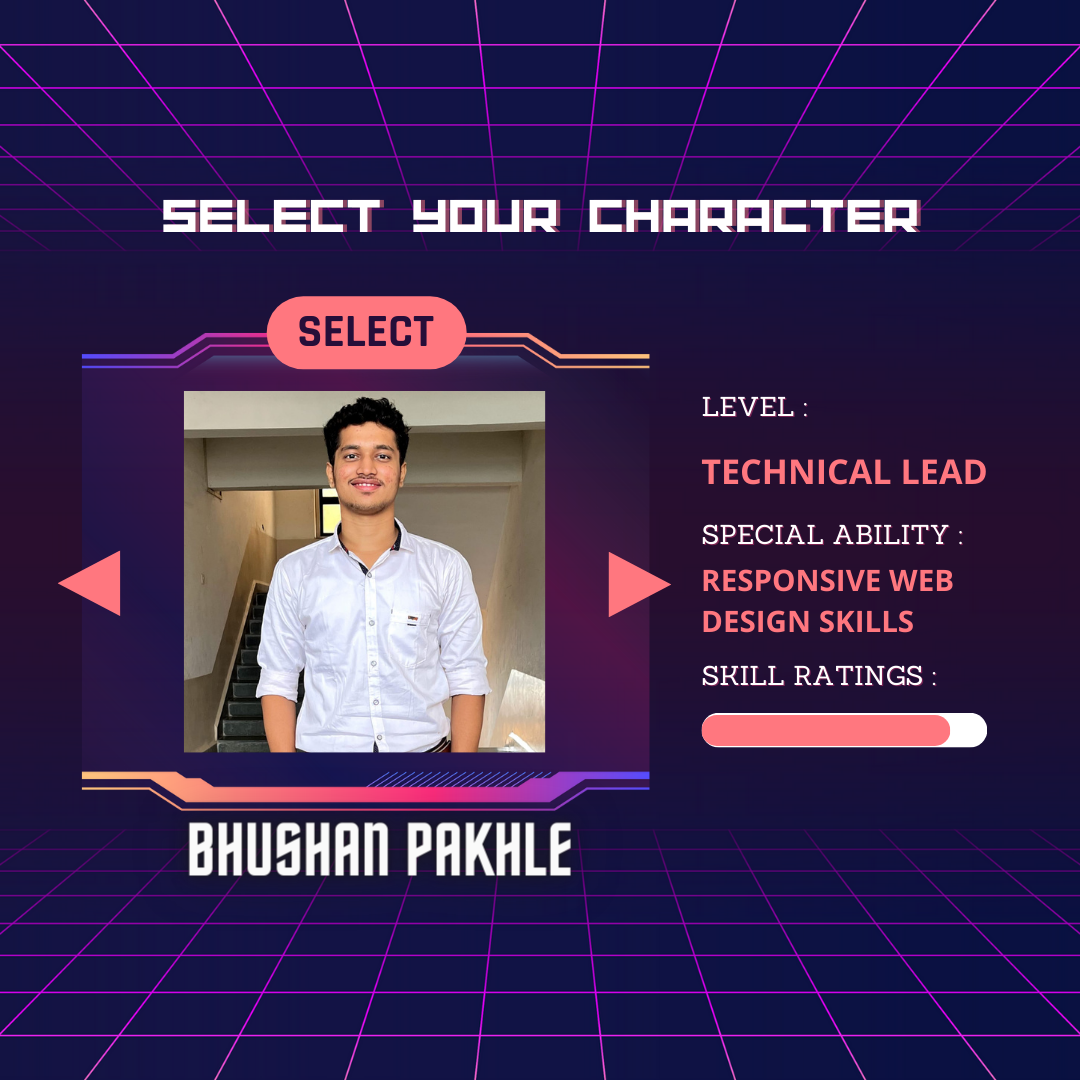 SELECT YOUR CHARACTER
SELECT
LEVEL :
TECHNICAL LEAD
SPECIAL ABILITY :
RESPONSIVE WEB
DESIGN SKILLS
SKILL RATINGS :
BHUSHAN PAKHLE